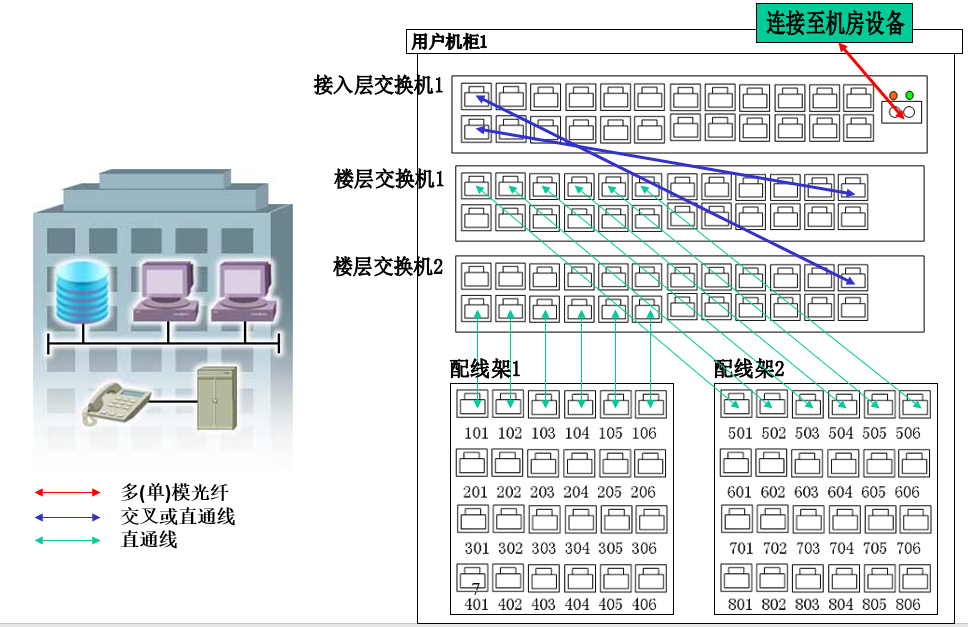 连接至机房设备
用户机柜1
接入层交换机1
楼层交换机1
楼层交换机2
配线架1
101 102 103 104 105 106
201 202 203 204 205 206
301 302 303 304 305 306
7
401 402 403 404 405 406
配线架2
501 502 503 504 505 506
601 602 603 604 605 606
701 702 703 704 705 706
801 802 803 804 805 806
多(单)模光纤
交叉或直通线
直通线